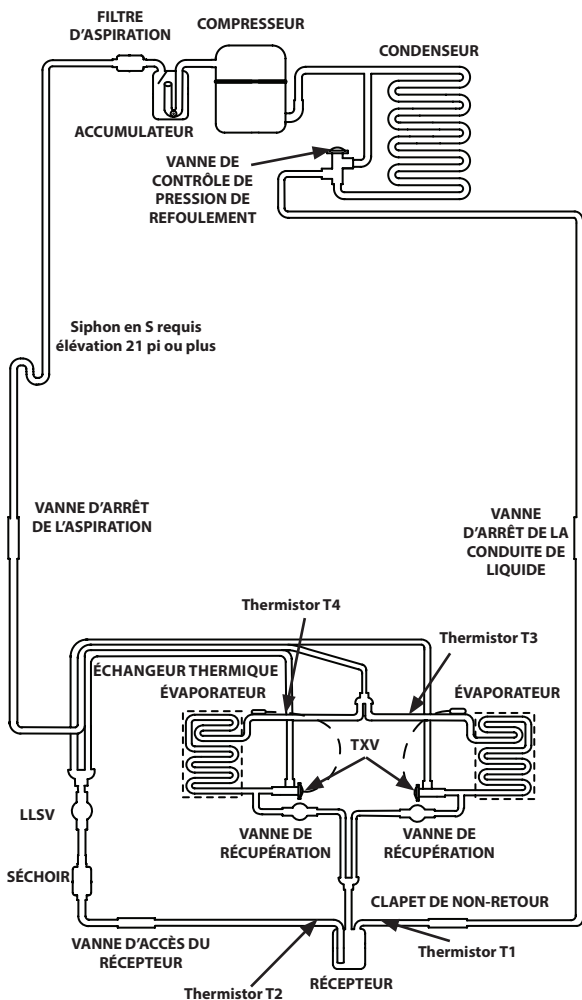 FILTRE
D'ASPIRATION
COMPRESSEUR
CONDENSEUR
ACCUMULATEUR
VANNE DE
CONTRÔLE DE
PRESSION DE
REFOULEMENT
Siphon en S requis
élévation 21 pi ou plus
VANNE D'ARRÊT
DE L'ASPIRATION
VANNE
D'ARRÊT DE LA
CONDUITE DE
LIQUIDE
Thermistor T4
Thermistor T3
ÉCHANGEUR THERMIQUE
ÉVAPORATEUR
ÉVAPORATEUR
TXV
LLSV
VANNE DE
RÉCUPÉRATION
VANNE DE
RÉCUPÉRATION
SÉCHOIR
CLAPET DE NON-RETOUR
VANNE D'ACCÈS DU
RÉCEPTEUR
Thermistor T1
Thermistor T2
RÉCEPTEUR